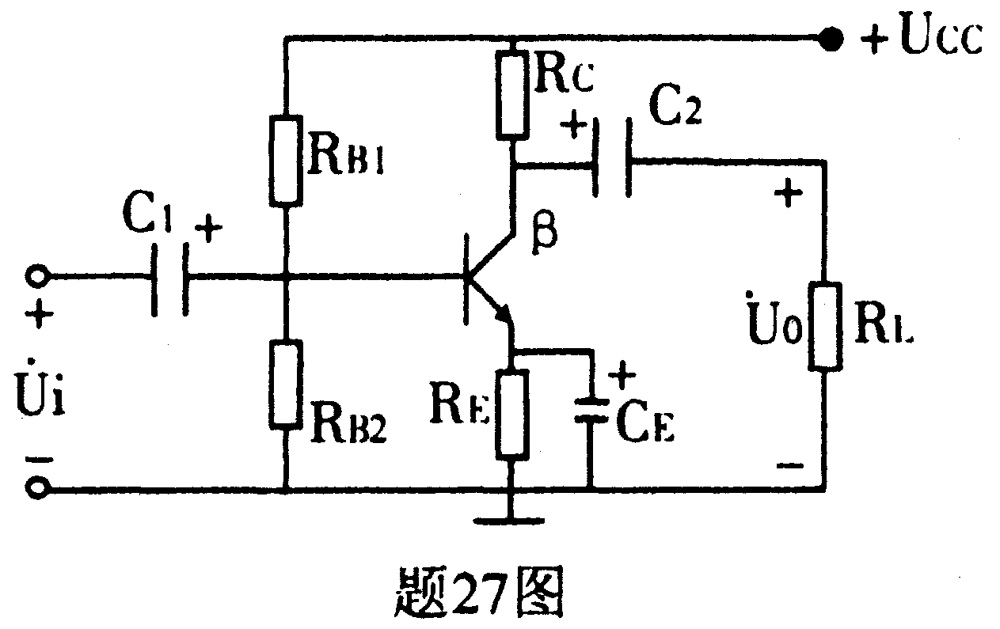 +UCC
RC
+ C2
RB1
C1 +
β
+
+
U̇i
−
RB2
RE
+
CE
U̇0
RL
−
题27图